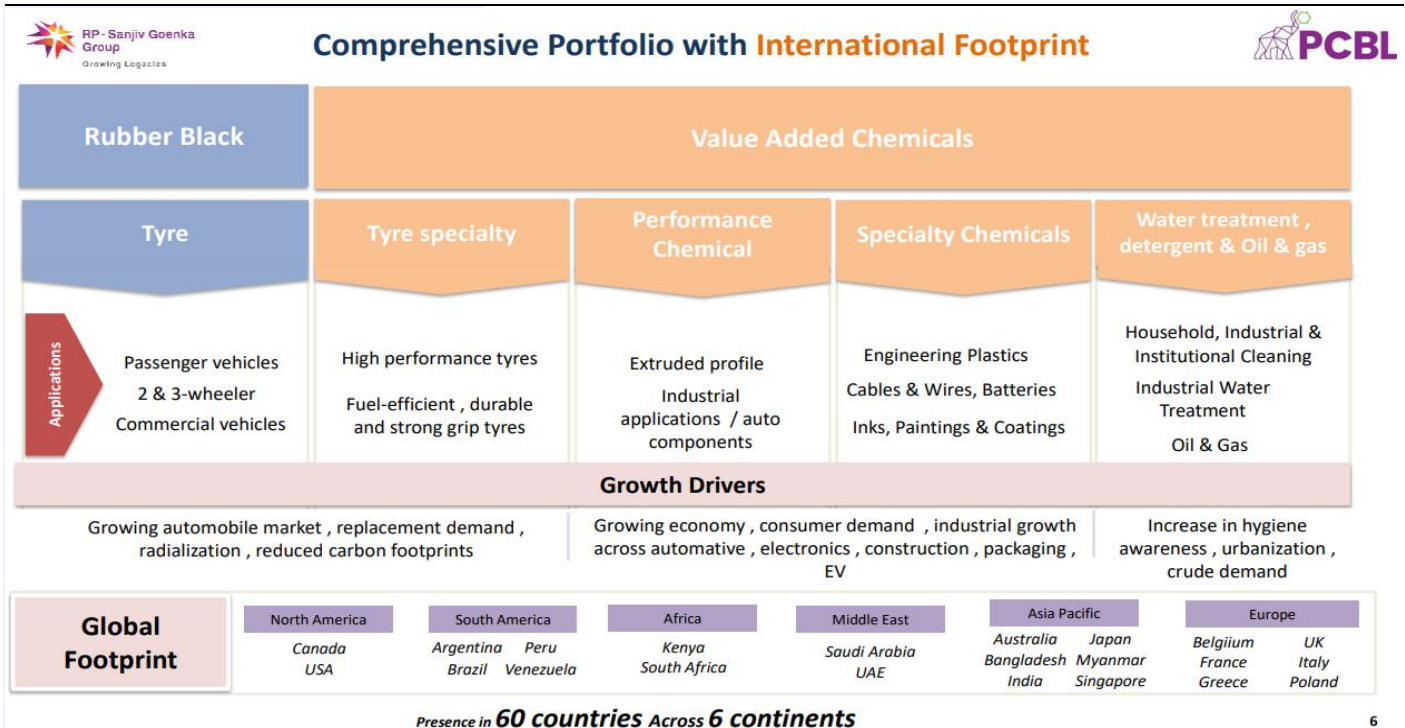 RP-Sanjiv Goenka
Group
Growing Legacies
Comprehensive Portfolio with International Footprint
PCBL
Rubber Black
Value Added Chemicals
Tyre
Tyre specialty
Performance
Chemical
Specialty Chemicals
Water treatment ,
detergent & Oil & gas
Applications
Passenger vehicles
2 & 3-wheeler
Commercial vehicles
High performance tyres
Fuel-efficient , durable
and strong grip tyres
Extruded profile
Industrial
applications / auto
components
Engineering Plastics
Cables & Wires, Batteries
Inks, Paintings & Coatings
Household, Industrial &
Institutional Cleaning
Industrial Water
Treatment
Oil & Gas
Growth Drivers
Growing automobile market , replacement demand ,
radialization , reduced carbon footprints
Growing economy , consumer demand , industrial growth
across automative , electronics , construction , packaging ,
EV
Increase in hygiene
awareness , urbanization ,
crude demand
Global
Footprint
North America
Canada
USA
South America
Argentina Peru
Brazil Venezuela
Africa
Kenya
South Africa
Middle East
Saudi Arabia
UAE
Asia Pacific
Australia Japan
Bangladesh Myanmar
India Singapore
Europe
Belgiium UK
France Italy
Greece Poland
Presence in 60 countries Across 6 continents
6